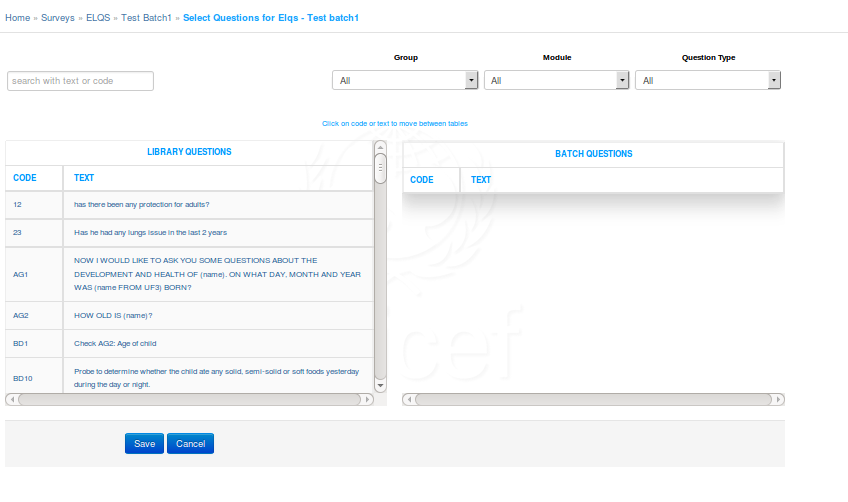 Home » Surveys » ELQS » Test Batch1 » Select Questions for Elqs - Test batch1
Group Module Question Type
search with text or code All All All
Click on code or text to move between tables
LIBRARY QUESTIONS
CODE TEXT
12 has there been any protection for adults?
23 Has he had any lungs issue in the last 2 years
NOW I WOULD LIKE TO ASK YOU SOME QUESTIONS ABOUT THE
AG1 DEVELOPMENT AND HEALTH OF (name). ON WHAT DAY, MONTH AND YEAR
WAS (name FROM UF3) BORN?
AG2 HOW OLD IS (name)?
BD1 Check AG2: Age of child
BD10 Probe to determine whether the child ate any solid, semi-solid or soft foods yesterday
during the day or night.
BATCH QUESTIONS
CODE TEXT
cef
Save Cancel